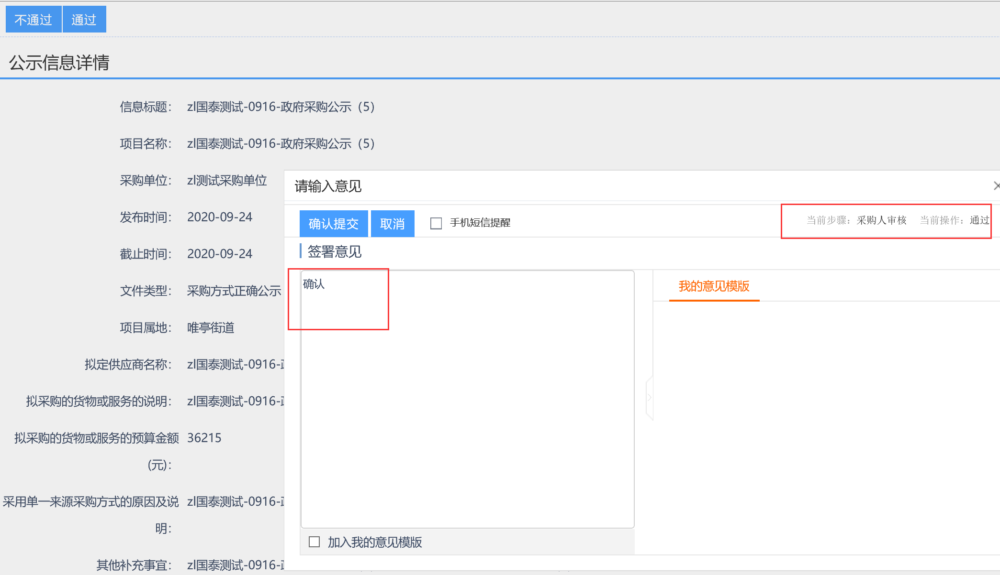 不通过 通过
公示信息详情
信息标题： zl国泰测试-0916-政府采购公示（5）
项目名称： zl国泰测试-0916-政府采购公示（5）
采购单位： zl测试采购单位
发布时间： 2020-09-24
截止时间： 2020-09-24
文件类型： 采购方式正确公示
项目属地： 唯亭街道
拟定供应商名称： zl国泰测试-0916-
拟采购的货物或服务的说明： zl国泰测试-0916-
拟采购的货物或服务的预算金额 36215
(元)：
采用单一来源采购方式的原因及说 zl国泰测试-0916-
明：
其他补充事宜： zl国泰测试-0916-
请输入意见
确认提交 取消 手机短信提醒 当前步骤：采购人审核 当前操作：通过
签署意见
确认
我的意见模版
加入我的意见模版